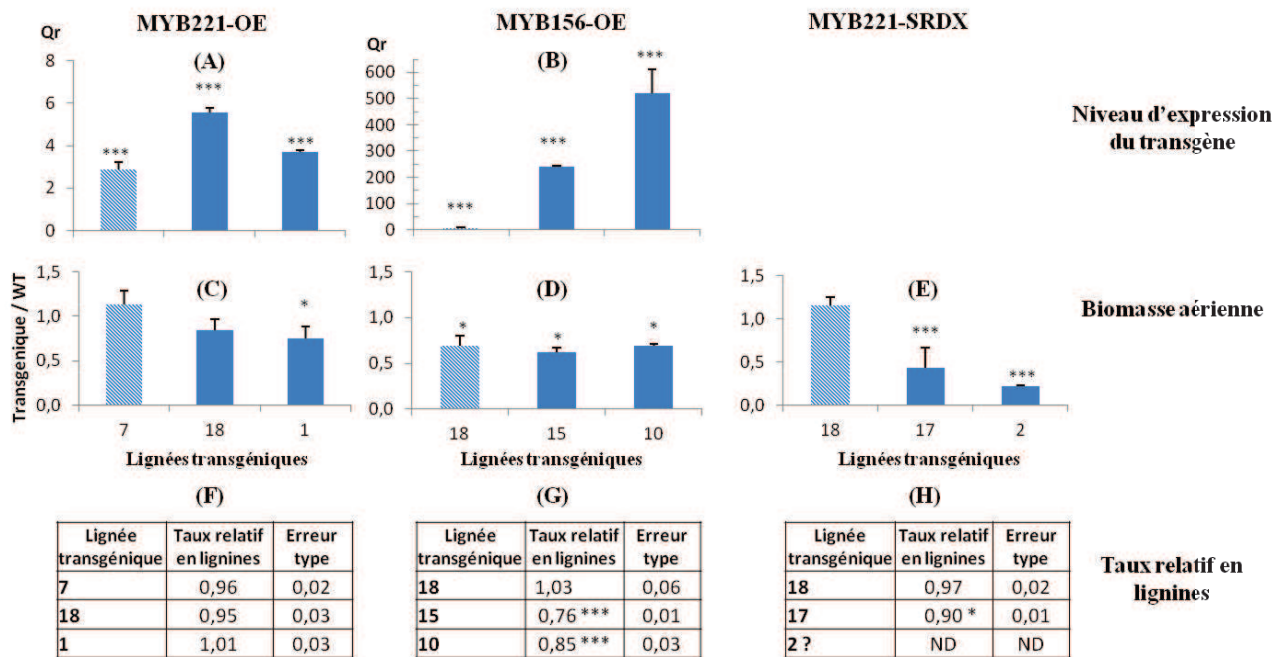 MYB221-OE
MYB156-OE
MYB221-SRDX
Qr
(A)
8
6
4
2
0
***
***
***
Qr
(B)
600
500
400
300
200
100
0
***
***
***
Niveau d'expression
du transgène
Transgenique / WT
(C)
1,5
1,0
0,5
0,0
*
7 18 1
Lignées transgéniques
(D)
1,5
1,0
0,5
0,0
* * *
18 15 10
Lignées transgéniques
(E)
1,5
1,0
0,5
0,0
***
***
18 17 2
Lignées transgéniques
Biomasse aérienne
(F)
Lignée transgénique Taux relatif en lignines Erreur type
7 0,96 0,02
18 0,95 0,03
1 1,01 0,03
(G)
Lignée transgénique Taux relatif en lignines Erreur type
18 1,03 0,06
15 0,76 *** 0,01
10 0,85 *** 0,03
(H)
Lignée transgénique Taux relatif en lignines Erreur type
18 0,97 0,02
17 0,90 * 0,01
2 ? ND ND
Taux relatif en
lignines